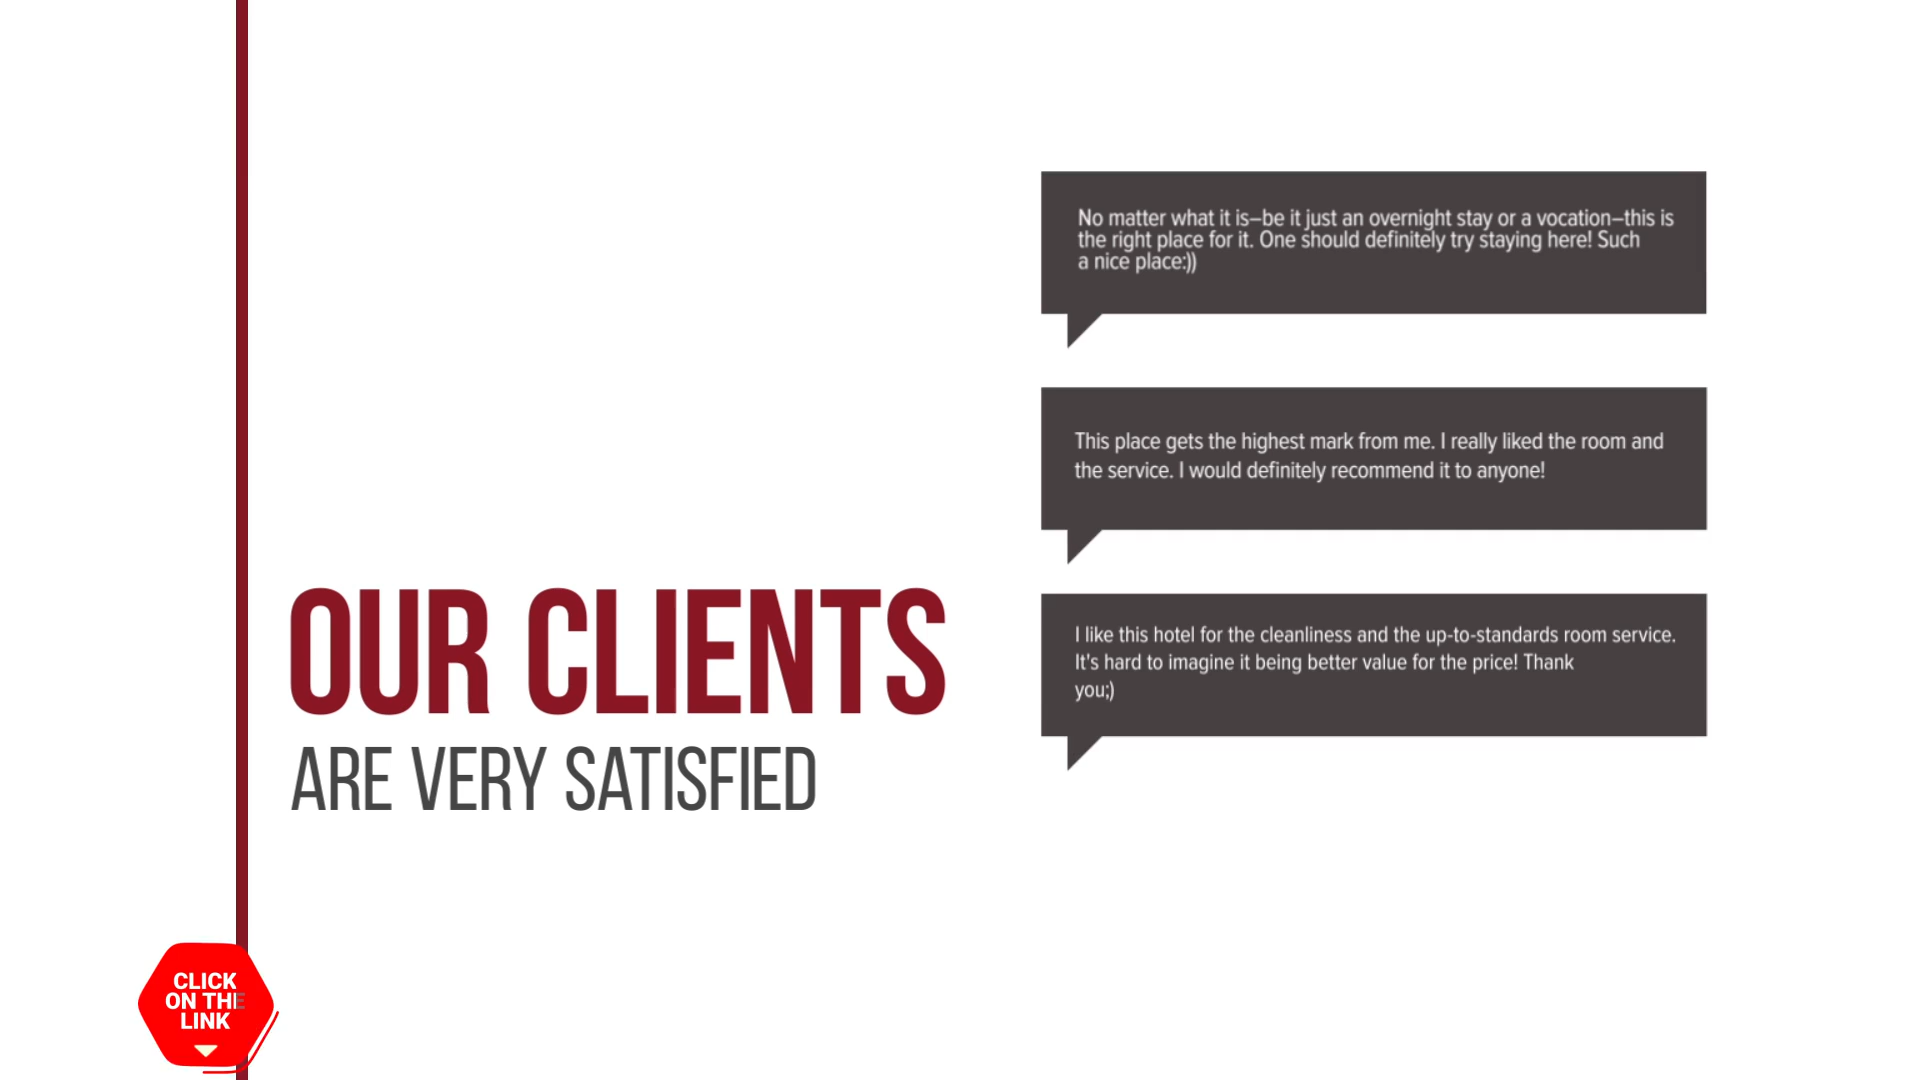 No matter what it is–be it just an overnight stay or a vocation–this is
the right place for it. One should definitely try staying here! Such
a nice place:))
This place gets the highest mark from me. I really liked the room and
the service. I would definitely recommend it to anyone!
I like this hotel for the cleanliness and the up-to-standards room service.
It's hard to imagine it being better value for the price! Thank
you;)
OUR CLIENTS
ARE VERY SATISFIED
CLICK
ON THE
LINK